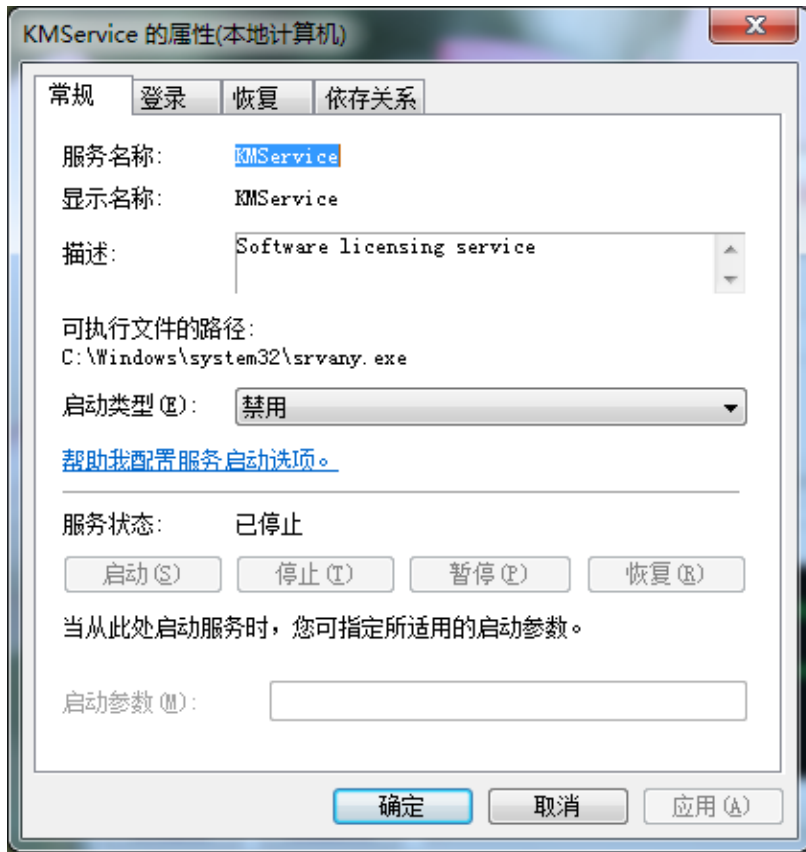 KMService 的属性(本地计算机)
常规 登录 恢复 依存关系
服务名称: KMService
显示名称: KMService
描述: Software licensing service
可执行文件的路径:
C:\Windows\system32\srvany.exe
启动类型(E): 禁用
帮助我配置服务启动选项。
服务状态: 已停止
启动(S) 停止(T) 暂停(P) 恢复(R)
当从此处启动服务时，您可指定所适用的启动参数。
启动参数(M):
确定 取消 应用(A)